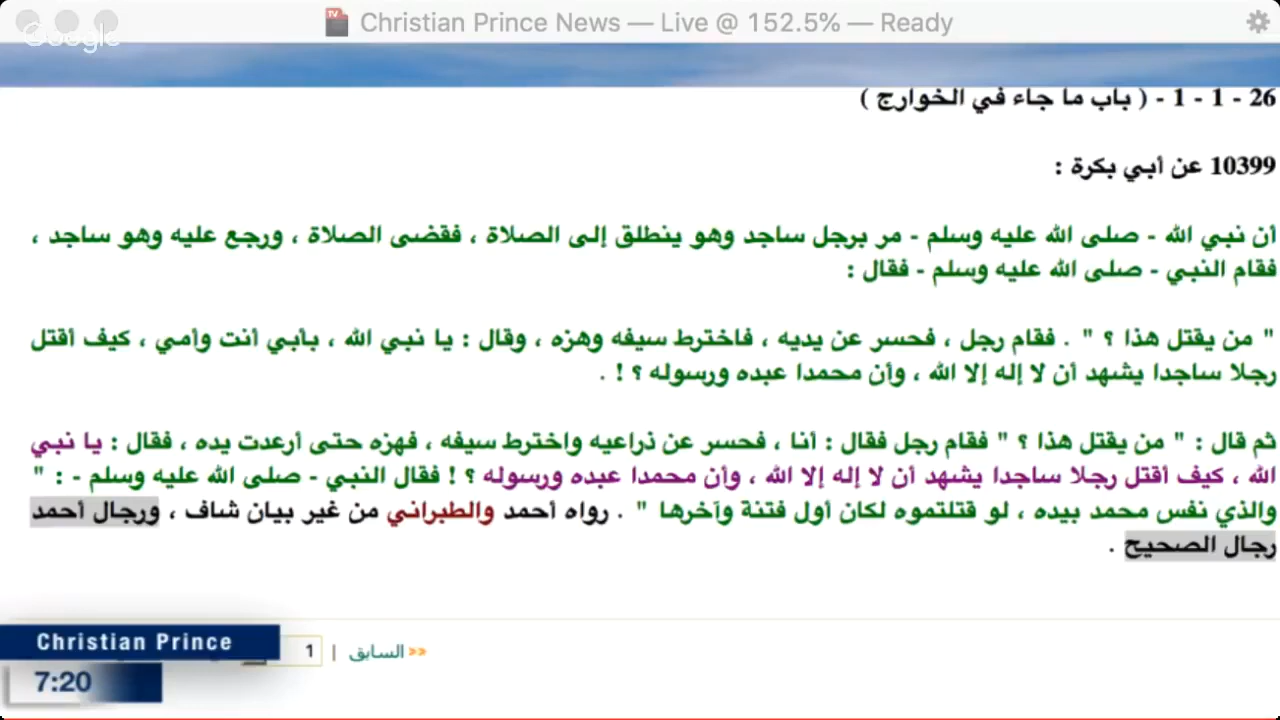 Christian Prince News — Live @ 152.5% — Ready
TV
Google
26 - 1 - 1 - ( باب ما جاء في الخوارج )
10399 عن أبي بكرة :
أن نبي الله - صلى الله عليه وسلم - مر برجل ساجد وهو ينطلق إلى الصلاة ، فقضى الصلاة ، ورجع عليه وهو ساجد ،
فقام النبي - صلى الله عليه وسلم - فقال :
" من يقتل هذا ؟ " . فقام رجل ، فحسر عن يديه ، فاخترط سيفه وهزه ، وقال : يا نبي الله ، بأبي أنت وأمي ، كيف أقتل
رجلا ساجدا يشهد أن لا إله إلا الله ، وأن محمدا عبده ورسوله ؟ ! .
ثم قال : " من يقتل هذا ؟ " فقام رجل فقال : أنا ، فحسر عن ذراعيه واخترط سيفه ، فهزه حتى أرعدت يده ، فقال : يا نبي
الله ، كيف أقتل رجلا ساجدا يشهد أن لا إله إلا الله ، وأن محمدا عبده ورسوله ؟ ! فقال النبي - صلى الله عليه وسلم - : "
والذي نفس محمد بيده ، لو قتلتموه لكان أول فتنة وآخرها " . رواه أحمد والطبراني من غير بيان شاف ، ورجال أحمد
رجال الصحيح .
<< السابق | 1
Christian Prince
7:20